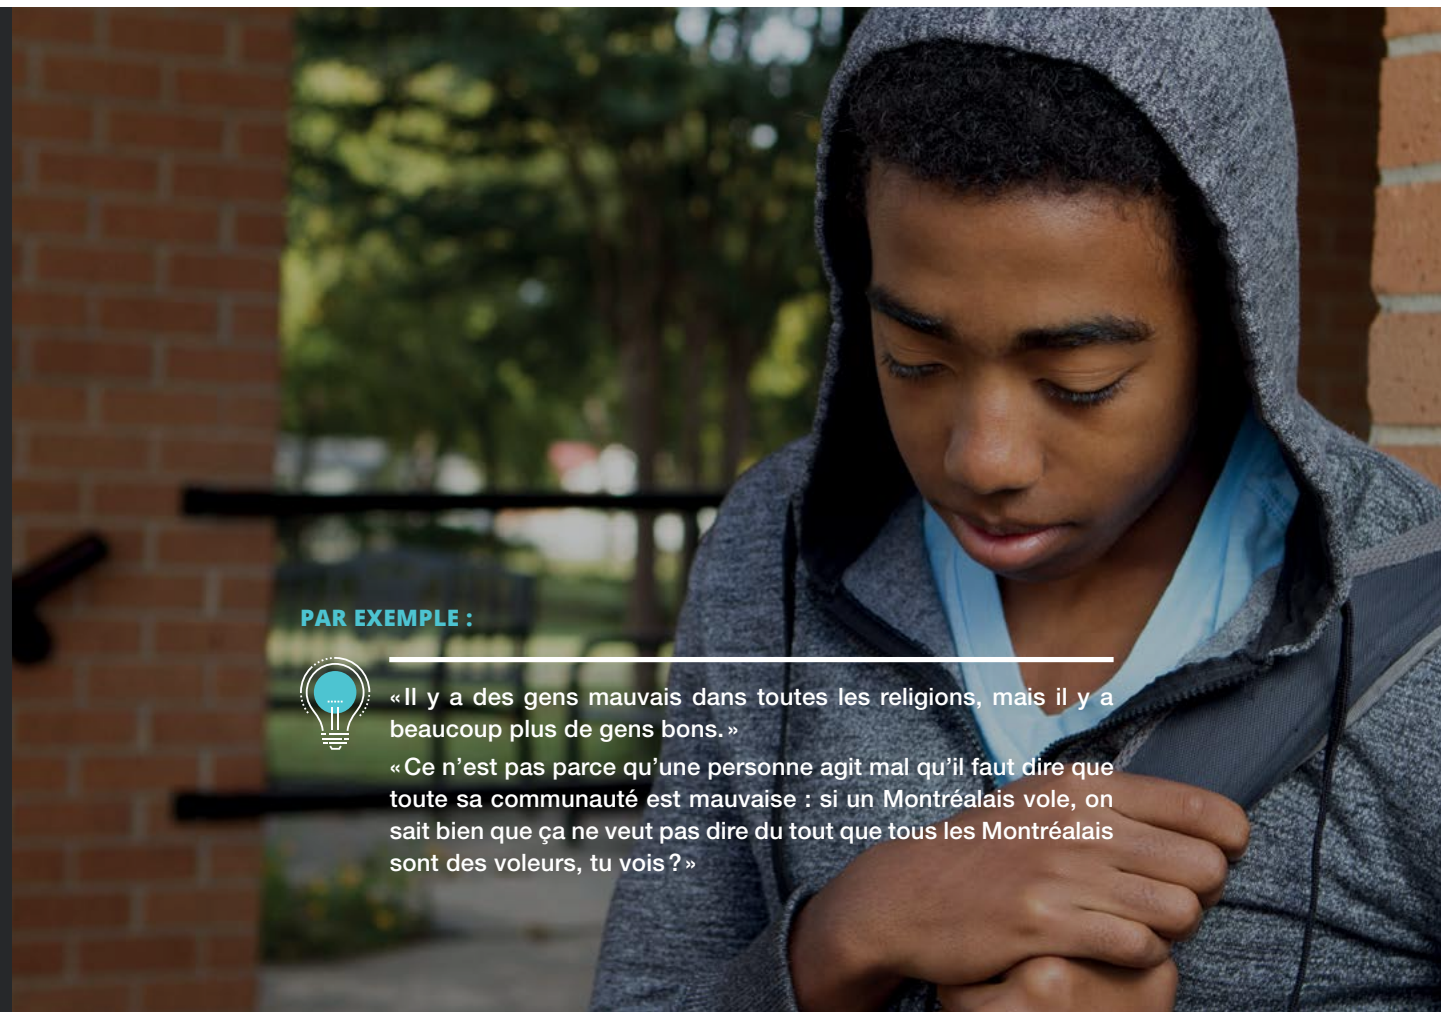 PAR EXEMPLE :
« Il y a des gens mauvais dans toutes les religions, mais il y a
beaucoup plus de gens bons. »
« Ce n’est pas parce qu’une personne agit mal qu’il faut dire que
toute sa communauté est mauvaise : si un Montréalais vole, on
sait bien que ça ne veut pas dire du tout que tous les Montréalais
sont des voleurs, tu vois ? »